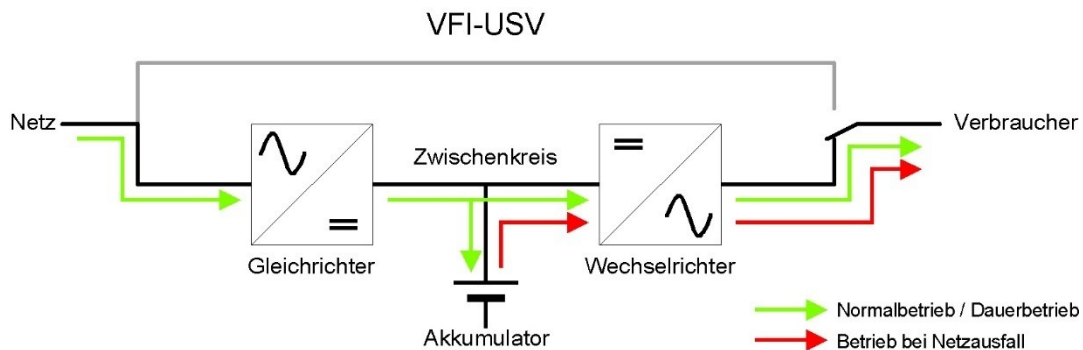 VFI-USV
Netz
Verbraucher
Zwischenkreis
Gleichrichter
Wechselrichter
Akkumulator
Normalbetrieb / Dauerbetrieb
Betrieb bei Netzausfall